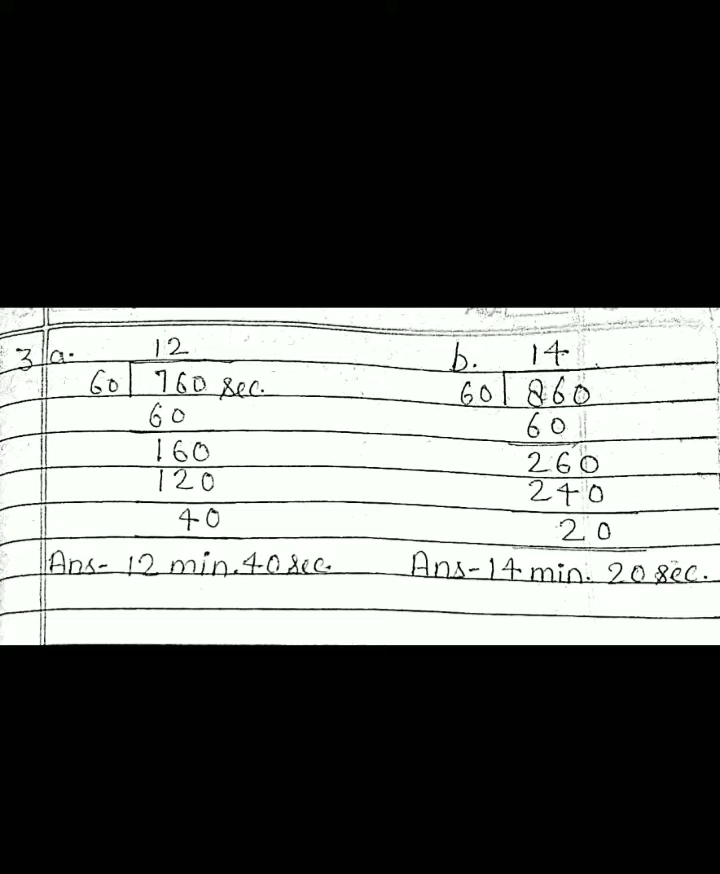 3 a. 12 b. 14
60 760 sec. 60 860
60 60
160 260
120 240
40 20
Ans- 12 min. 40 sec. Ans- 14 min. 20 sec.